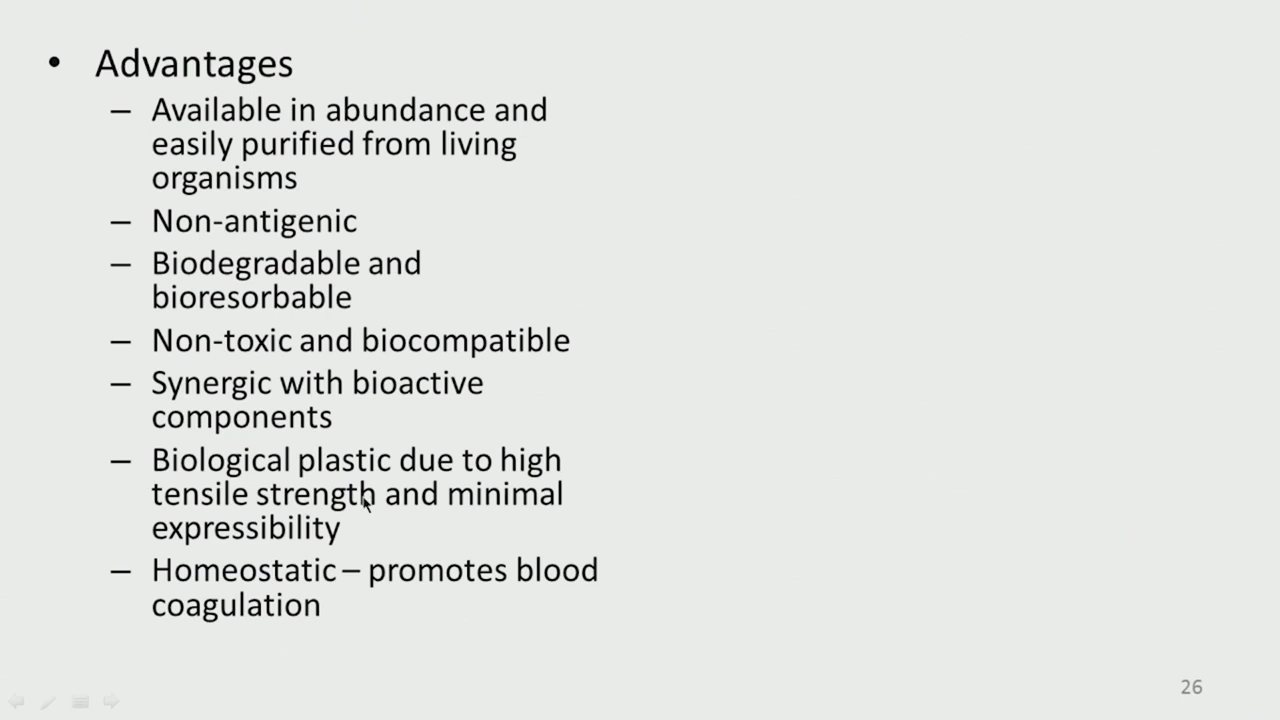 • Advantages
– Available in abundance and
easily purified from living
organisms
– Non-antigenic
– Biodegradable and
bioresorbable
– Non-toxic and biocompatible
– Synergic with bioactive
components
– Biological plastic due to high
tensile strength and minimal
expressibility
– Homeostatic – promotes blood
coagulation
26